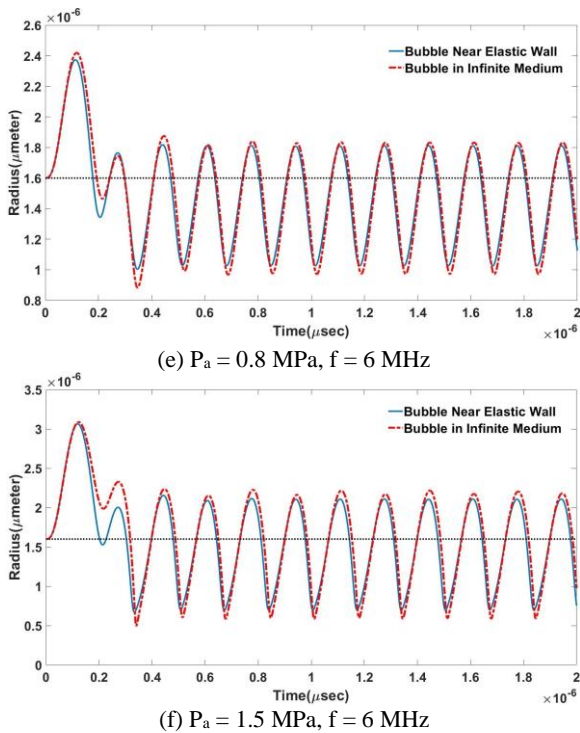 ×10⁻⁶
2.6
2.4
2.2
2
1.8
1.6
1.4
1.2
1
0.8
Radius(μmeter)
Bubble Near Elastic Wall
Bubble in Infinite Medium
0 0.2 0.4 0.6 0.8 1 1.2 1.4 1.6 1.8 2
Time(μsec) ×10⁻⁶
(e) Pₐ = 0.8 MPa, f = 6 MHz
×10⁻⁶
3.5
3
2.5
2
1.5
1
0.5
0
Radius(μmeter)
Bubble Near Elastic Wall
Bubble in Infinite Medium
0 0.2 0.4 0.6 0.8 1 1.2 1.4 1.6 1.8 2
Time(μsec) ×10⁻⁶
(f) Pₐ = 1.5 MPa, f = 6 MHz